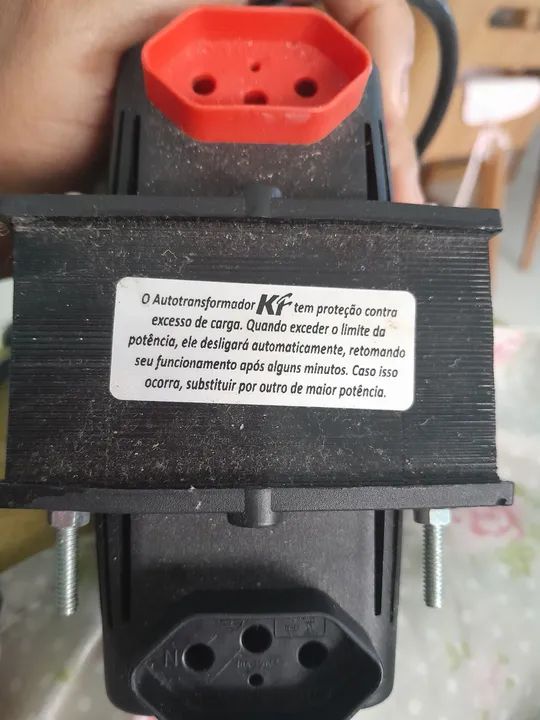 O Autotransformador KF tem proteção contra
excesso de carga. Quando exceder o limite da
potência, ele desligará automaticamente, retomando
seu funcionamento após alguns minutos. Caso isso
ocorra, substituir por outro de maior potência.
N